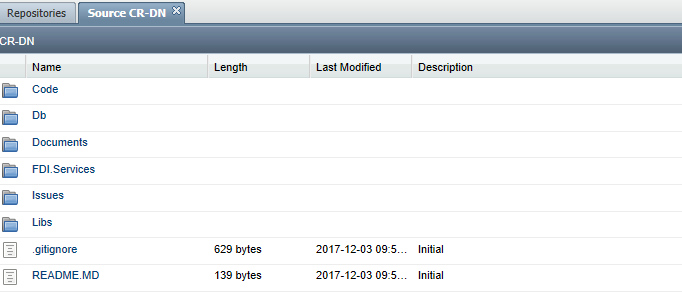 Repositories Source CR-DN
CR-DN
Name Length Last Modified Description
Code
Db
Documents
FDI.Services
Issues
Libs
.gitignore 629 bytes 2017-12-03 09:5... Initial
README.MD 139 bytes 2017-12-03 09:5... Initial